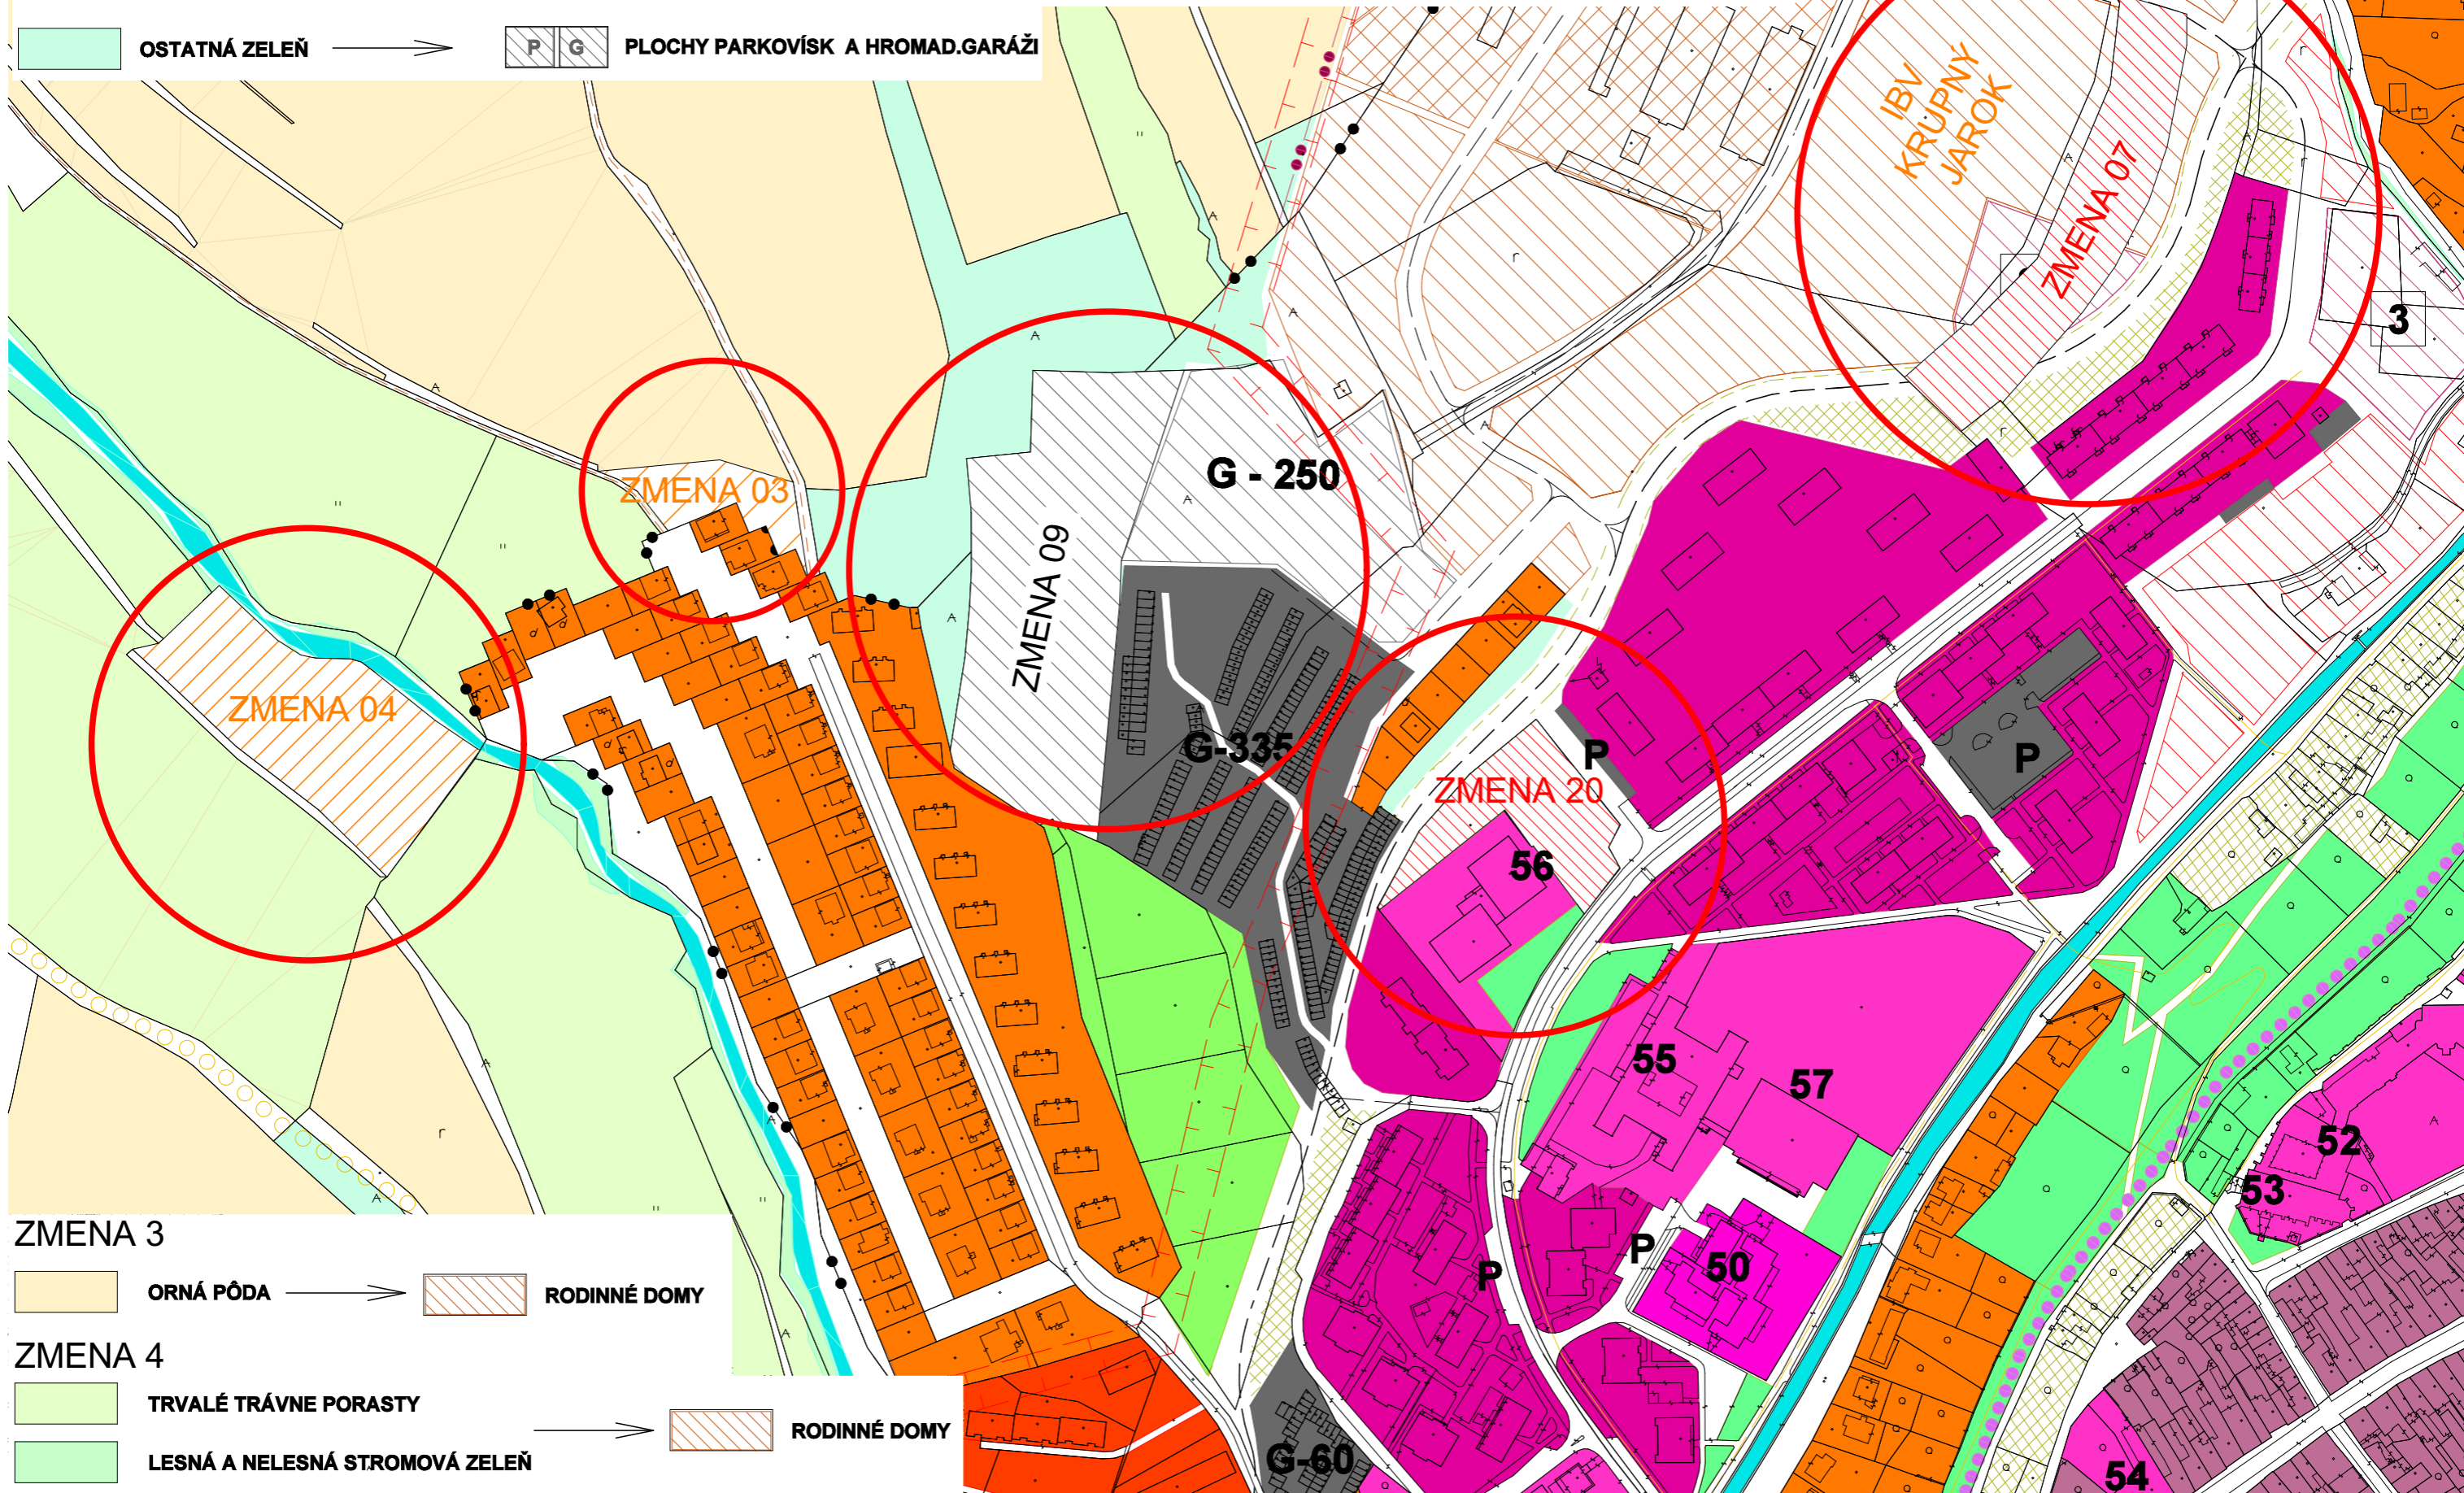 OSTATNÁ ZELEŇ
P G
PLOCHY PARKOVÍSK A HROMAD.GARÁŽI
IBV
KRUPNÝ
JAROK
ZMENA 07
3
ZMENA 03
G - 250
ZMENA 09
ZMENA 04
G-335
P
ZMENA 20
P
56
55
57
52
53
P
P
50
G-60
54
ZMENA 3
ORNÁ PÔDA
RODINNÉ DOMY
ZMENA 4
TRVALÉ TRÁVNE PORASTY
LESNÁ A NELESNÁ STROMOVÁ ZELEŇ
RODINNÉ DOMY